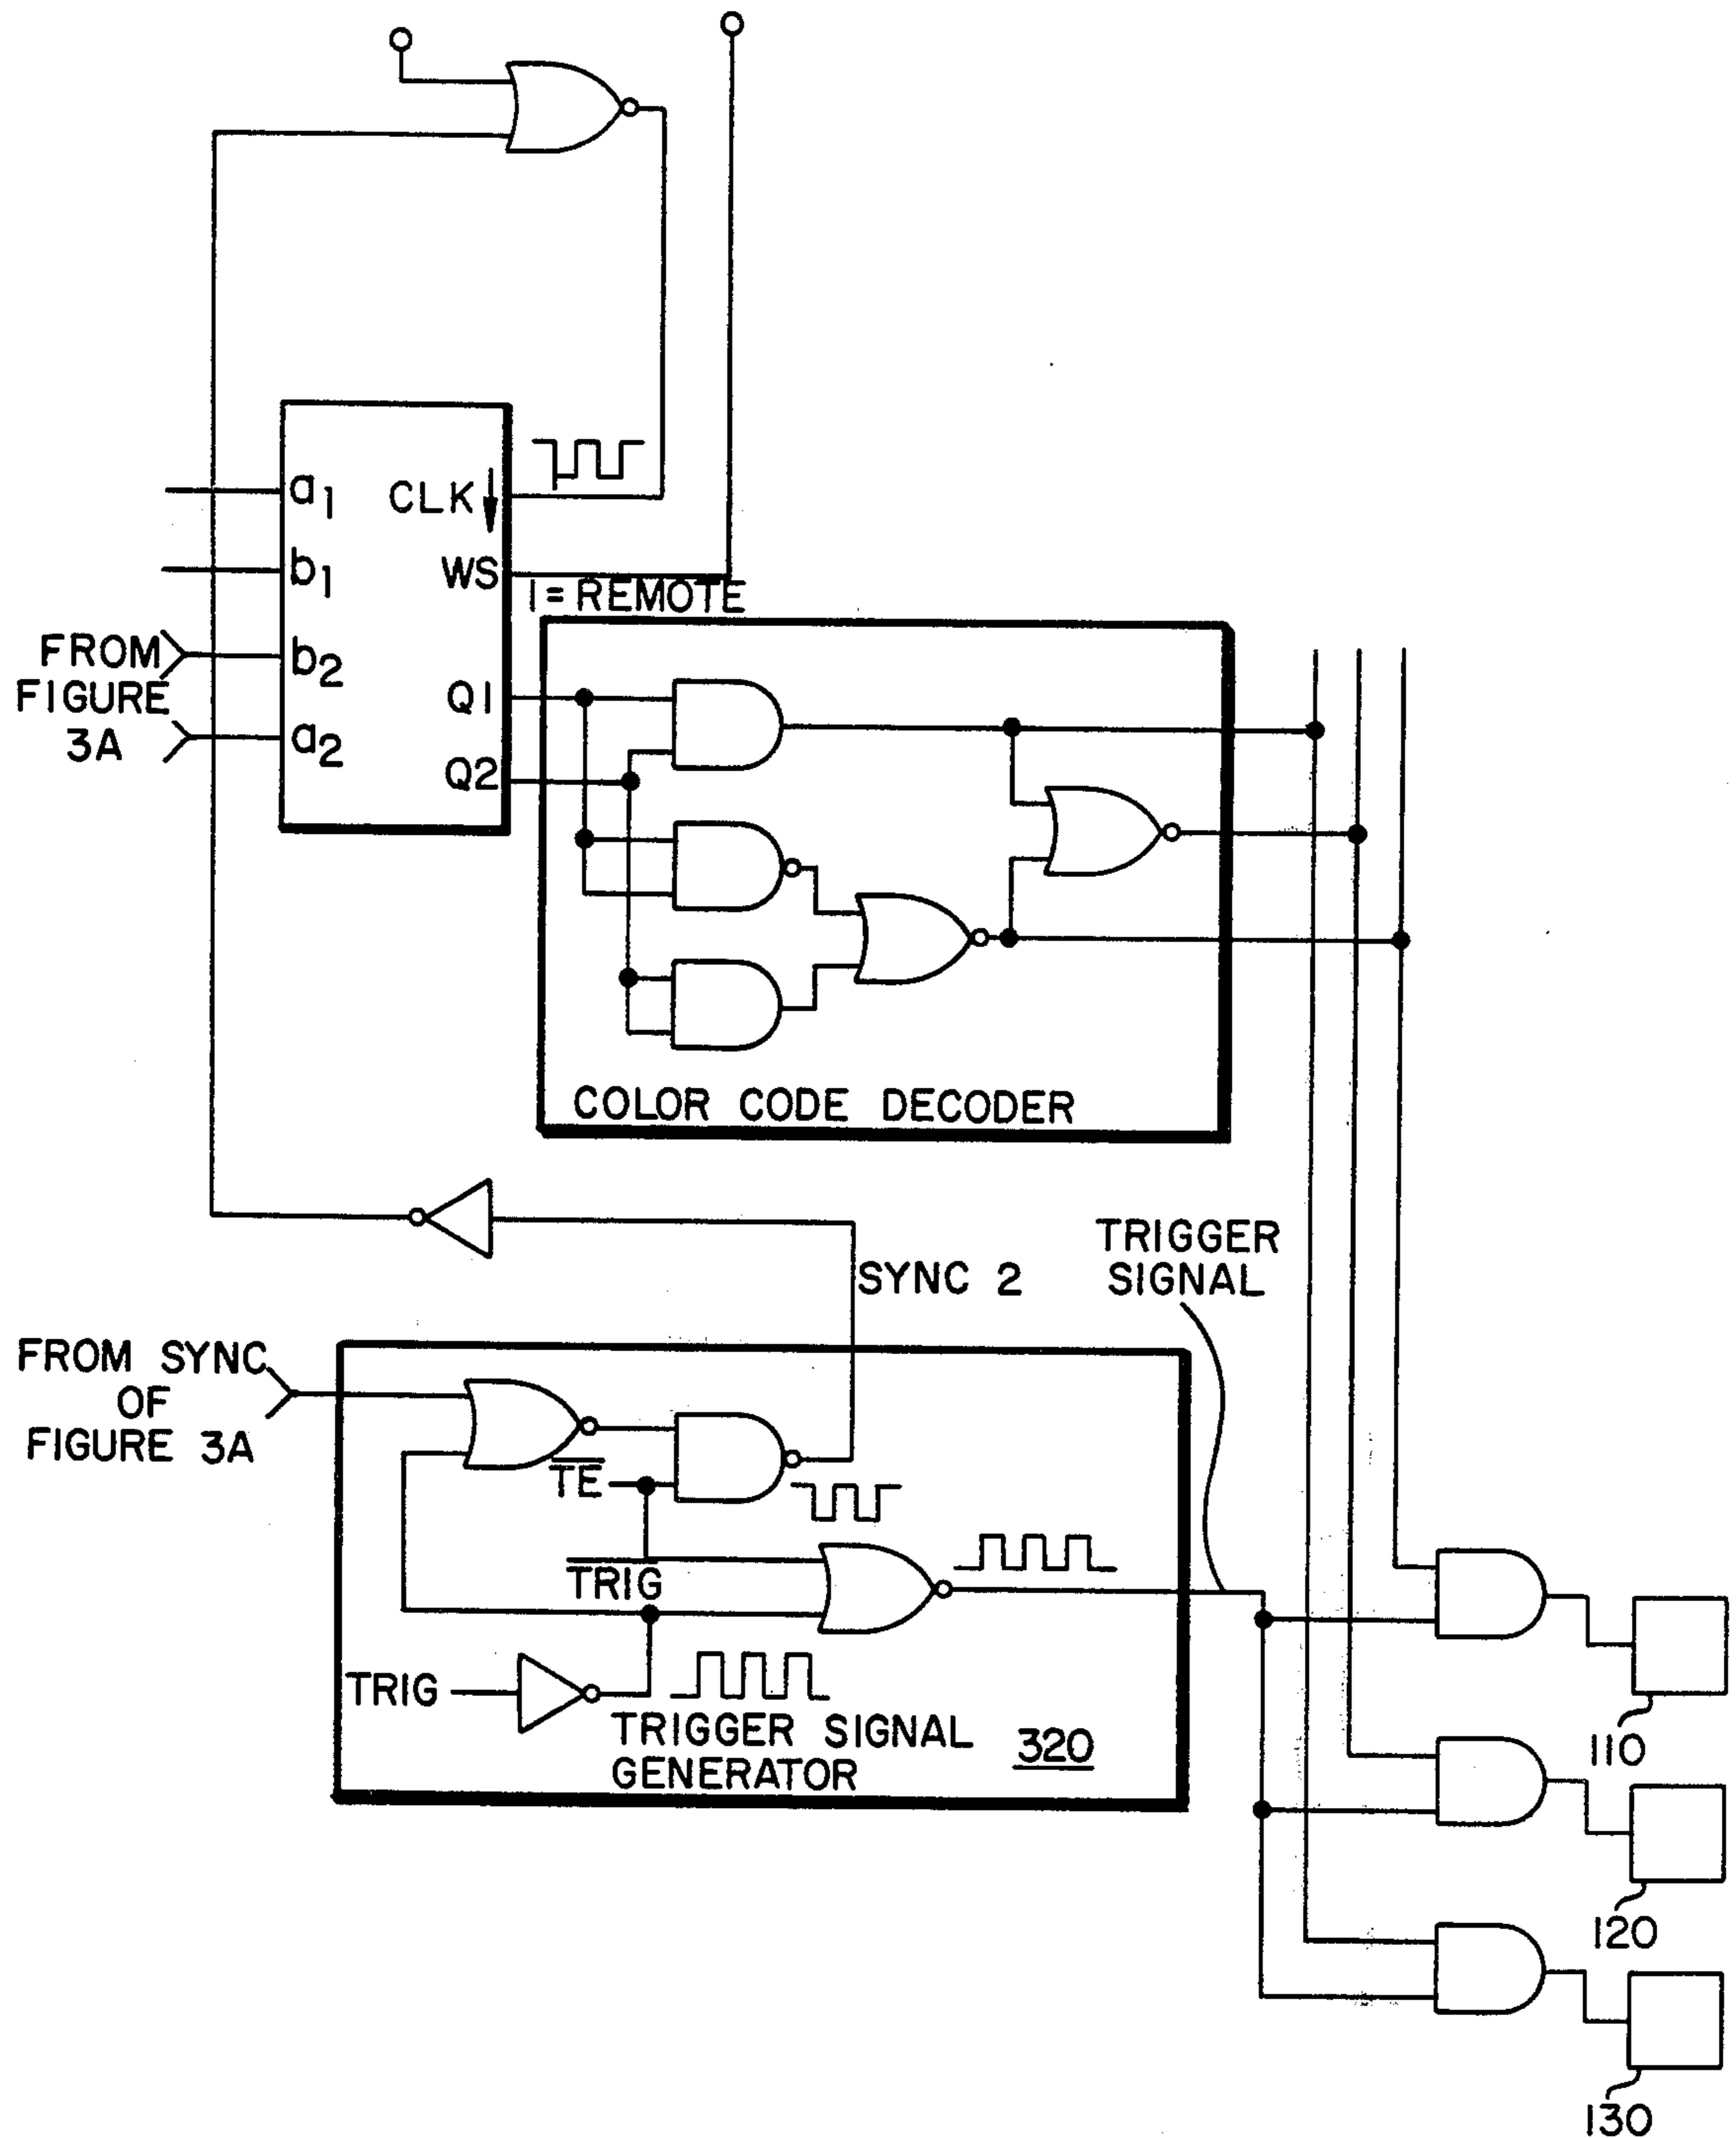 a1
CLK
b1
WS
1 = REMOTE
FROM
FIGURE
3A
b2
a2
Q1
Q2
COLOR CODE DECODER
SYNC 2
TRIGGER
SIGNAL
FROM SYNC
OF
FIGURE 3A
TE
TRIG
TRIG
TRIGGER SIGNAL
GENERATOR
320
110
120
130